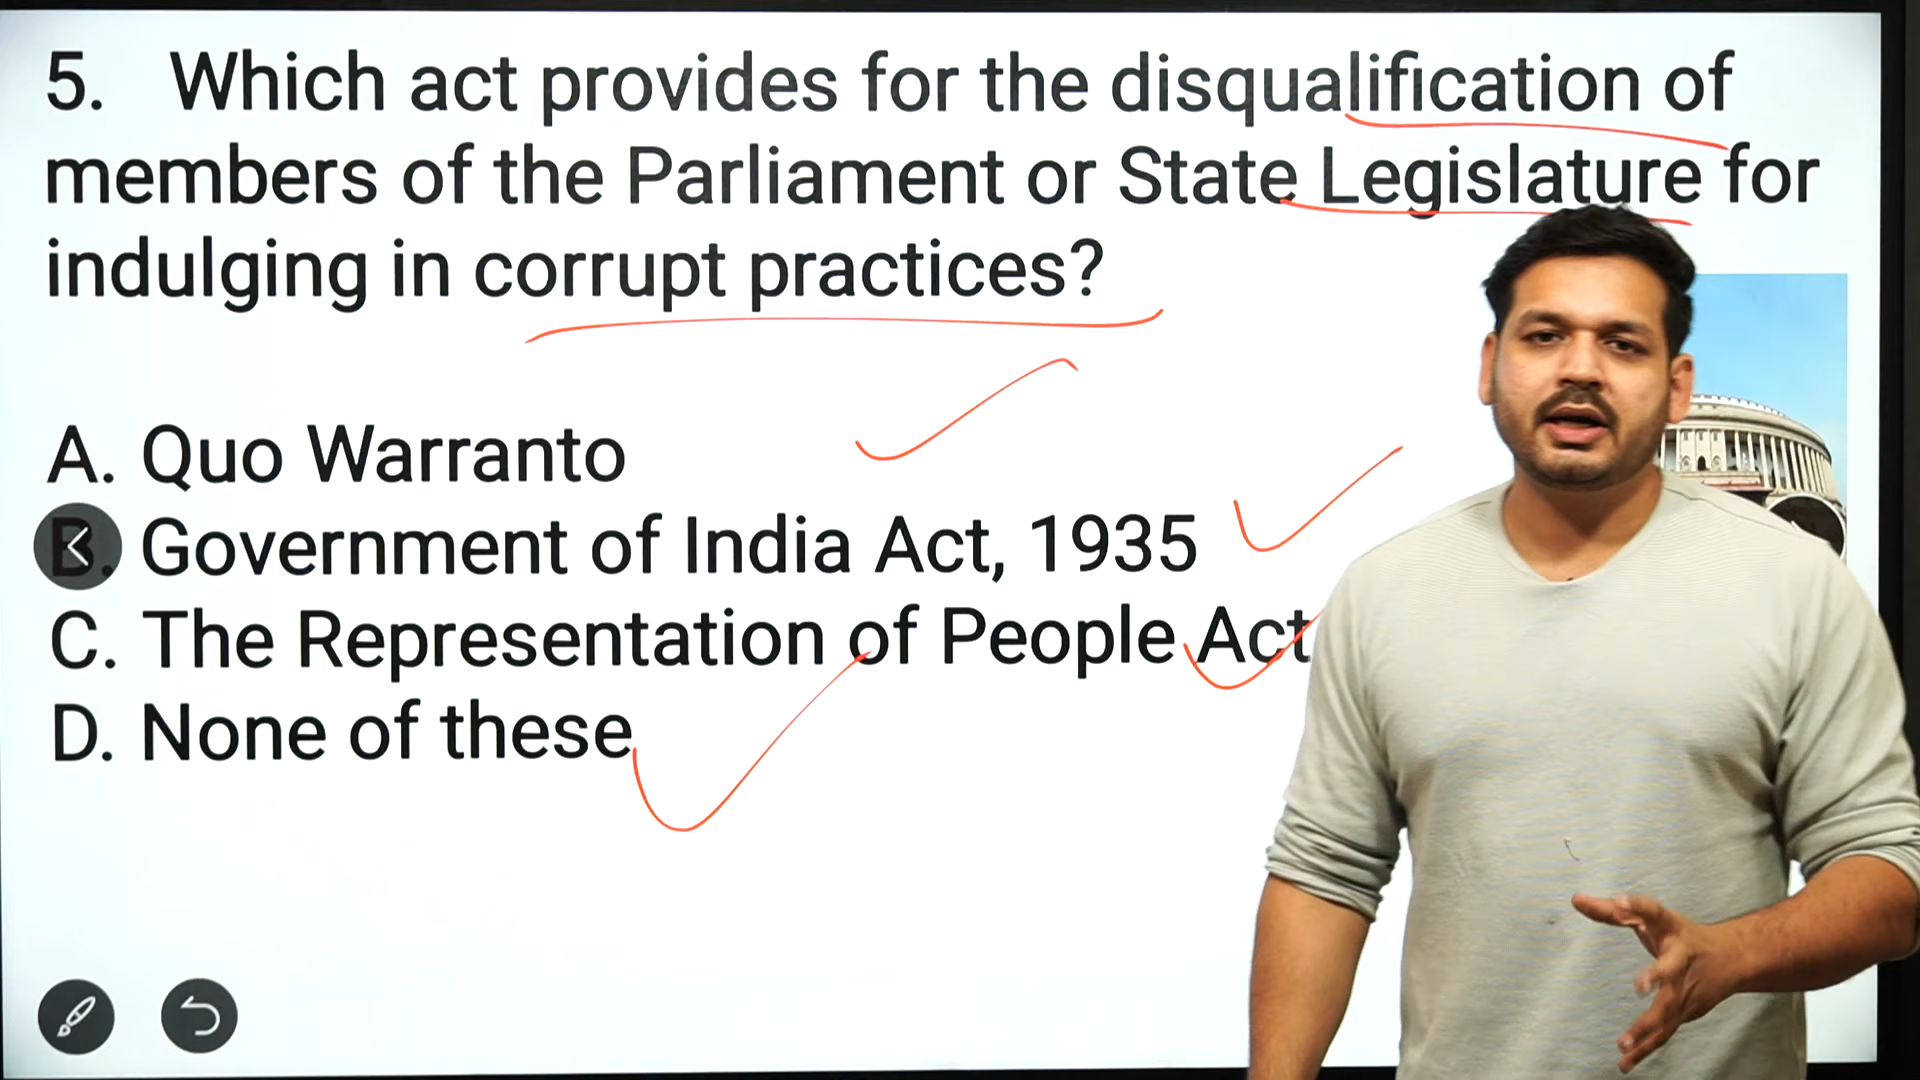 5. Which act provides for the disqualification of
members of the Parliament or State Legislature for
indulging in corrupt practices?
A. Quo Warranto
B. Government of India Act, 1935
C. The Representation of People Act
D. None of these